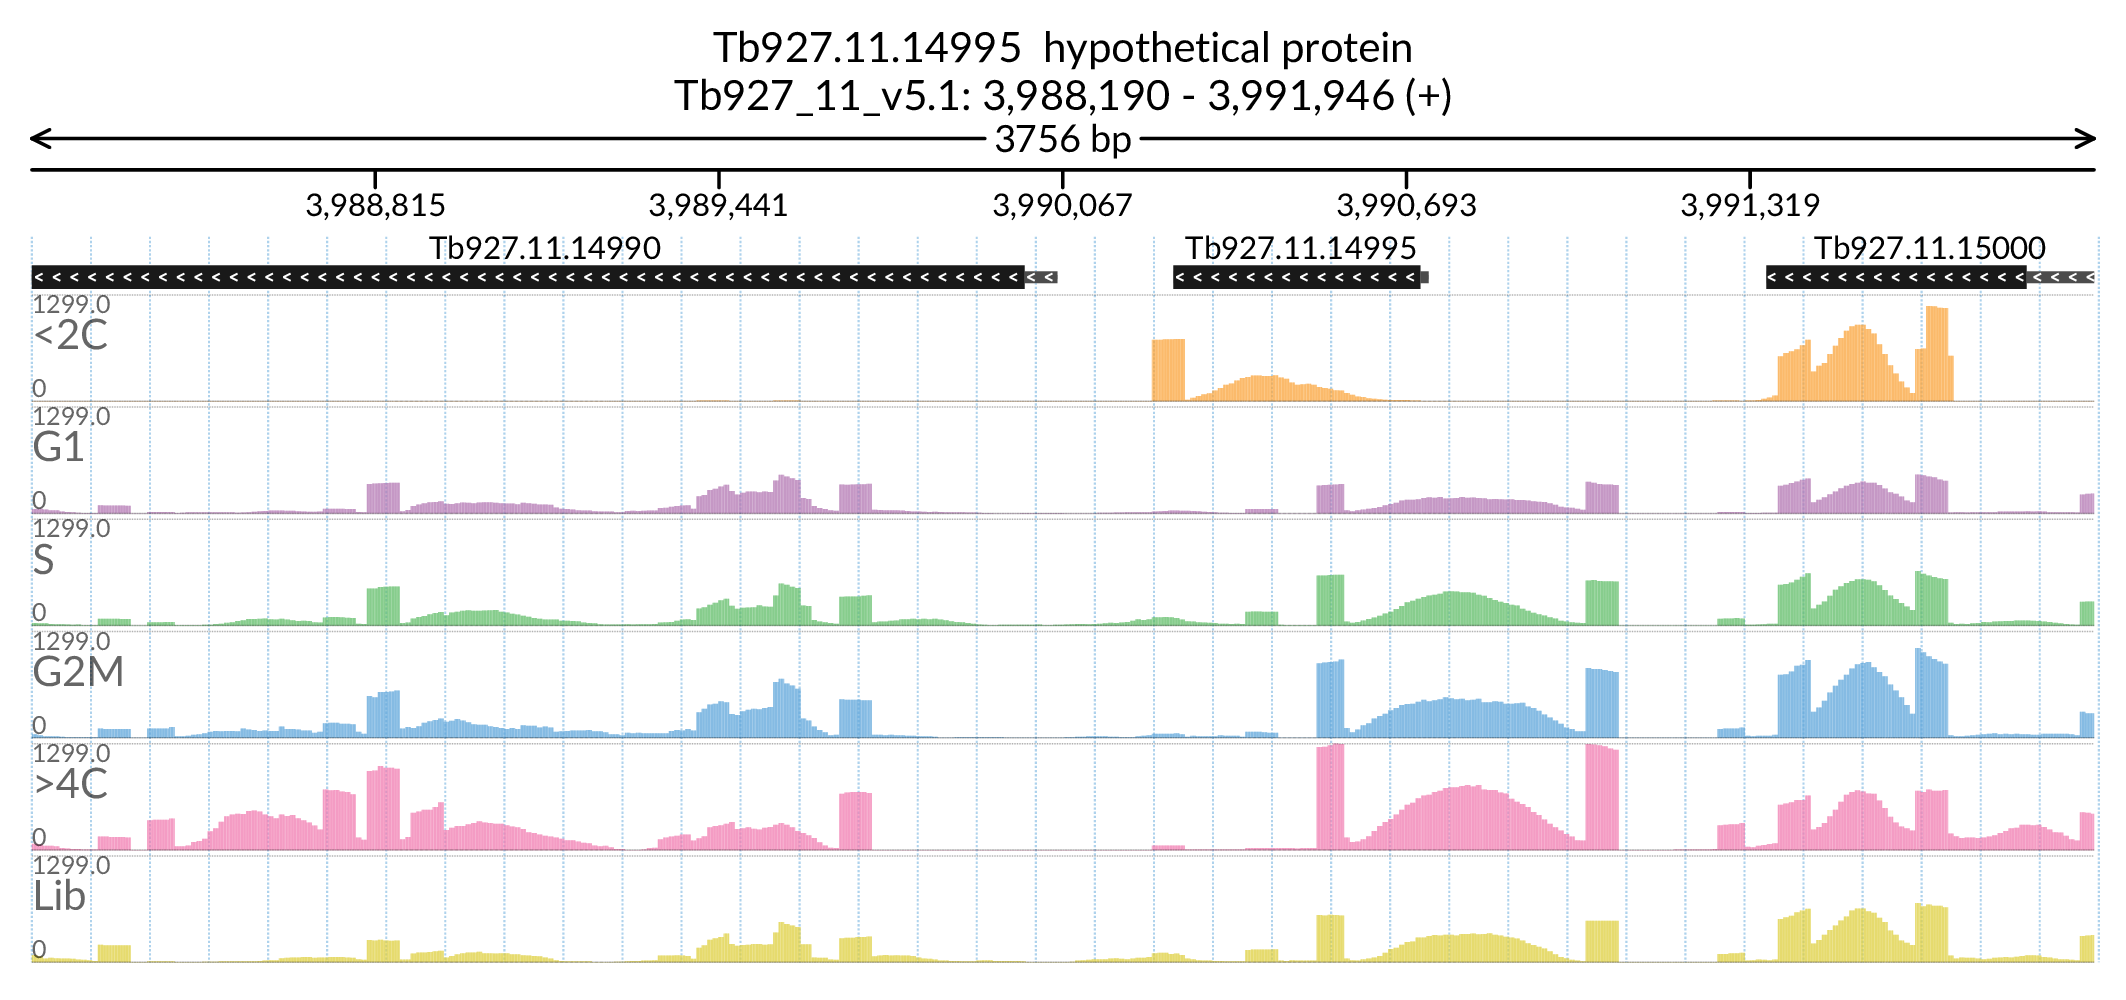 Tb927.11.14995 hypothetical protein
Tb927_11_v5.1: 3,988,190 - 3,991,946 (+)
3756 bp
3,988,815 3,989,441 3,990,067 3,990,693 3,991,319
Tb927.11.14990 Tb927.11.14995 Tb927.11.15000
1299.0
<2C
0
1299.0
G1
0
1299.0
S
0
1299.0
G2M
0
1299.0
>4C
0
1299.0
Lib
0